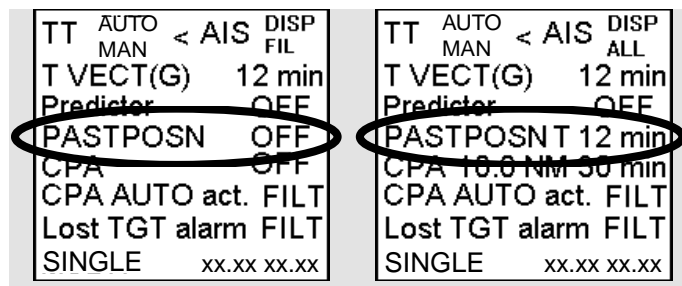 TT AUTO MAN < AIS DISP FIL
T VECT(G) 12 min
Predictor OFF
PASTPOSN OFF
CPA OFF
CPA AUTO act. FILT
Lost TGT alarm FILT
SINGLE xx.xx xx.xx
TT AUTO MAN < AIS DISP ALL
T VECT(G) 12 min
Predictor OFF
PASTPOSN T 12 min
CPA 10.0 NM 30 min
CPA AUTO act. FILT
Lost TGT alarm FILT
SINGLE xx.xx xx.xx